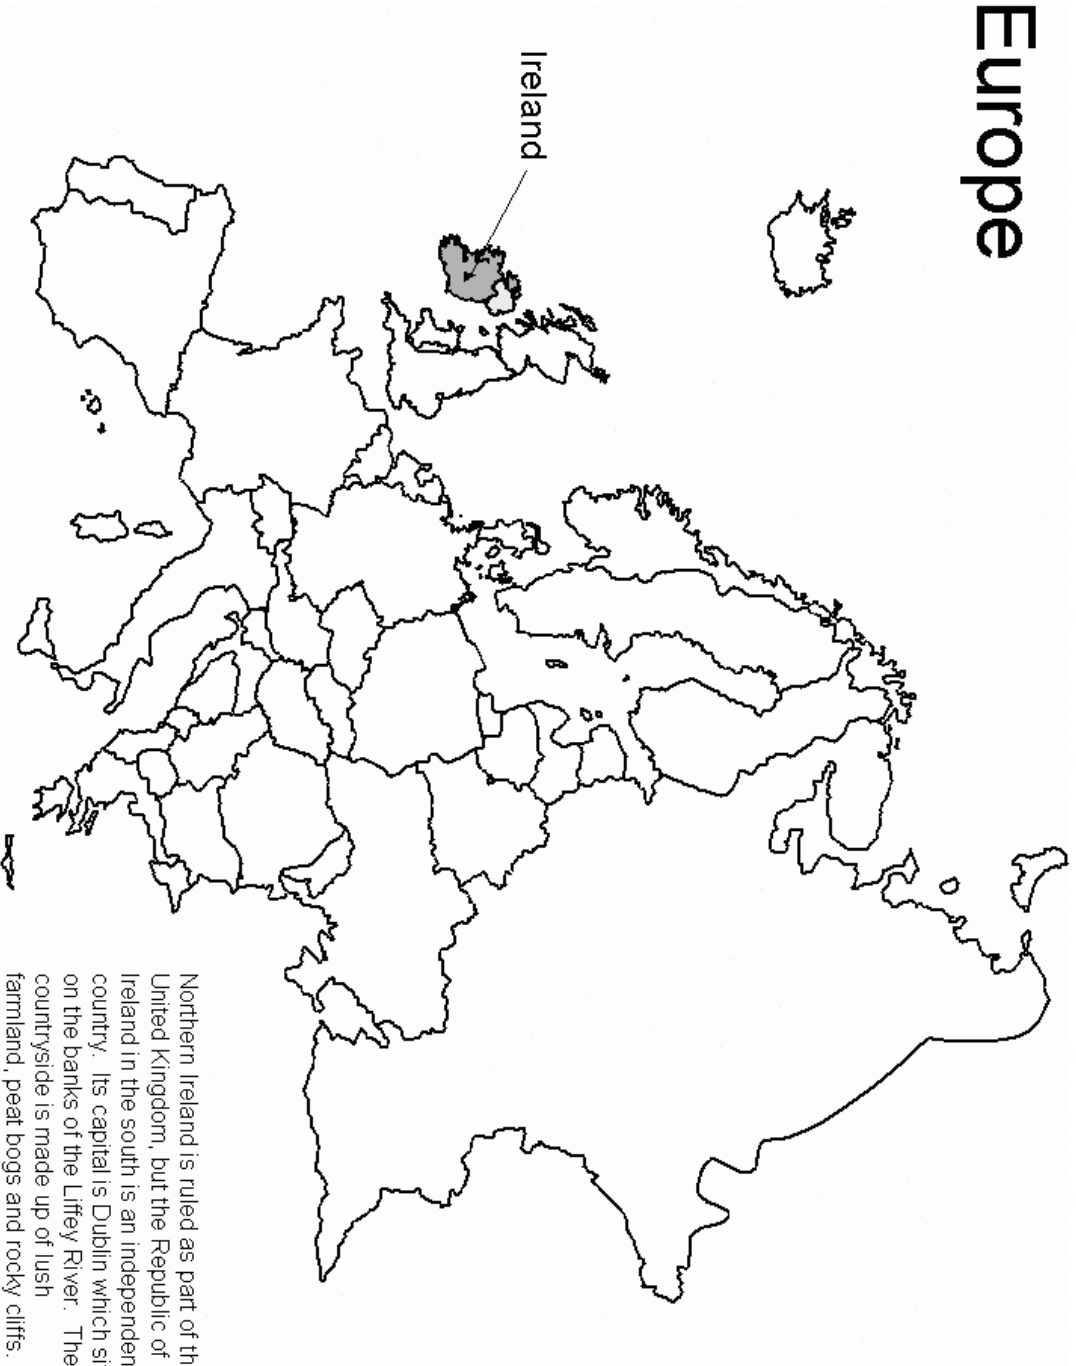 Europe
Ireland
Northern Ireland is ruled as part of th
United Kingdom, but the Republic of
Ireland in the south is an independen
country. Its capital is Dublin which si
on the banks of the Liffey River. The
countryside is made up of lush
farmland, peat bogs and rocky cliffs.